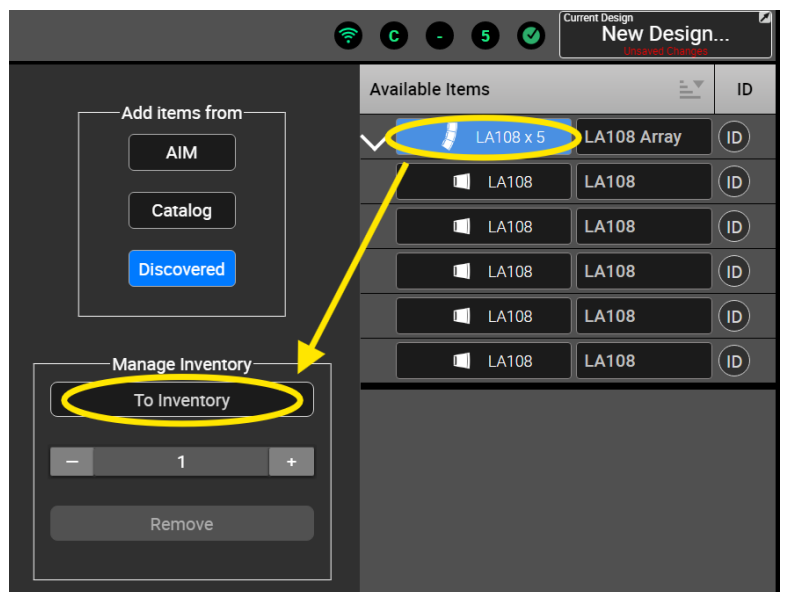 C - 5
Current Design
New Design...
Unsaved Changes
Add items from
AIM
Catalog
Discovered
Manage Inventory
To Inventory
− 1 +
Remove
Available Items ID
LA108 x 5 LA108 Array ID
LA108 LA108 ID
LA108 LA108 ID
LA108 LA108 ID
LA108 LA108 ID
LA108 LA108 ID